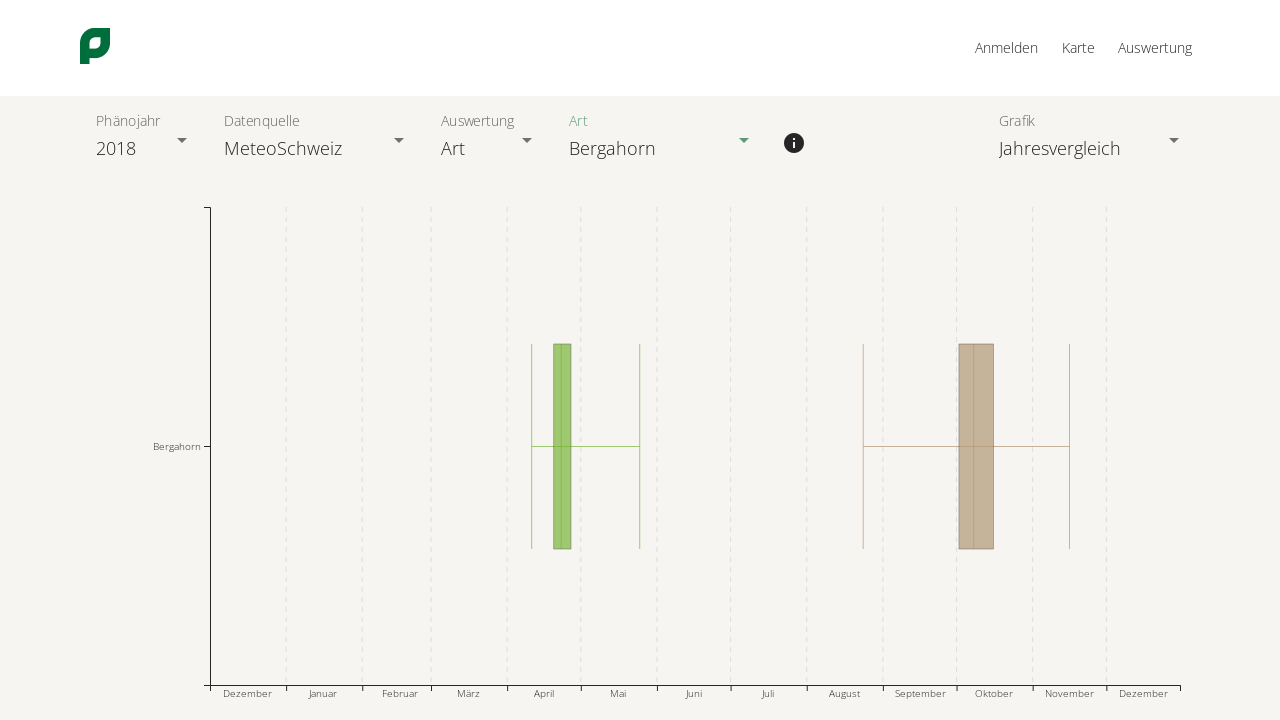 Anmelden Karte Auswertung
Phänojahr Datenquelle Auswertung Art Grafik
2018 MeteoSchweiz Art Bergahorn Jahresvergleich
Bergahorn
Dezember Januar Februar März April Mai Juni Juli August September Oktober November Dezember